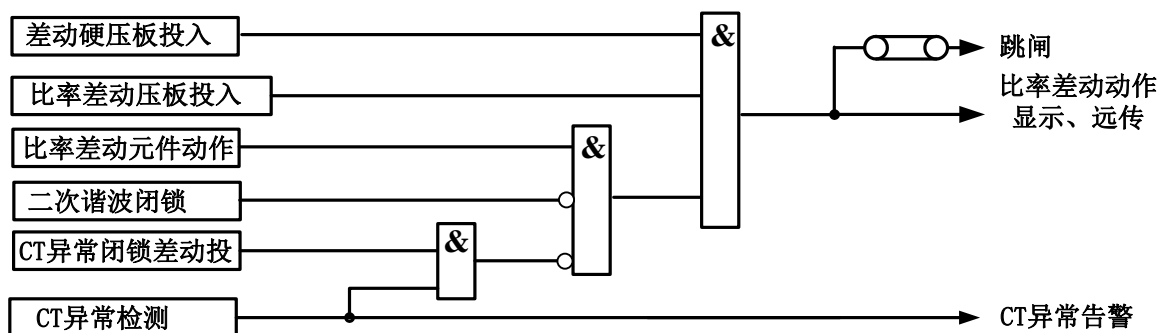 差动硬压板投入
&
跳闸
比率差动压板投入
比率差动动作
显示、远传
比率差动元件动作
&
二次谐波闭锁
CT异常闭锁差动投
&
CT异常检测
CT异常告警